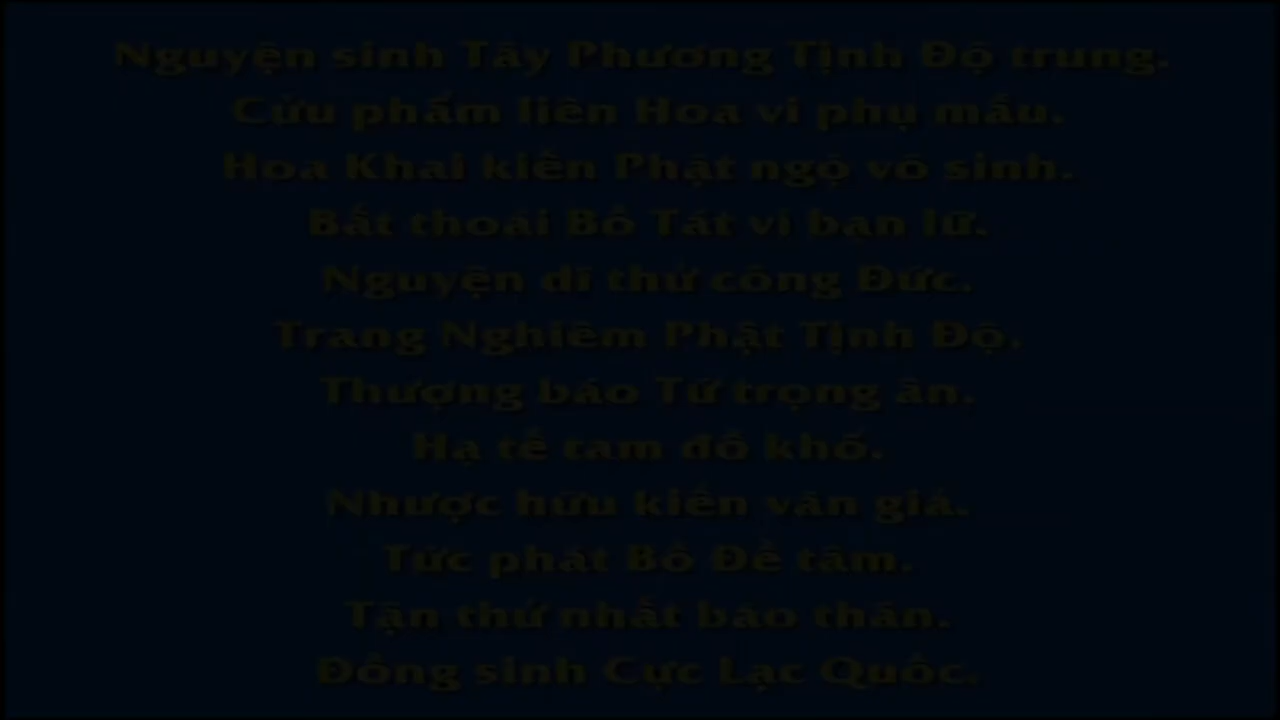 Nguyện sinh Tây Phương Tịnh Độ trung.
Cửu phẩm liên Hoa vi phụ mẫu.
Hoa Khai kiến Phật ngộ vô sinh.
Bất thoái Bồ Tát vi bạn lữ.
Nguyện dĩ thử công Đức.
Trang Nghiêm Phật Tịnh Độ.
Thượng báo Tứ trọng ân.
Hạ tế tam đồ khổ.
Nhược hữu kiến văn giả.
Tức phát Bồ Đề tâm.
Tận thử nhất báo thân.
Đồng sinh Cực Lạc Quốc.